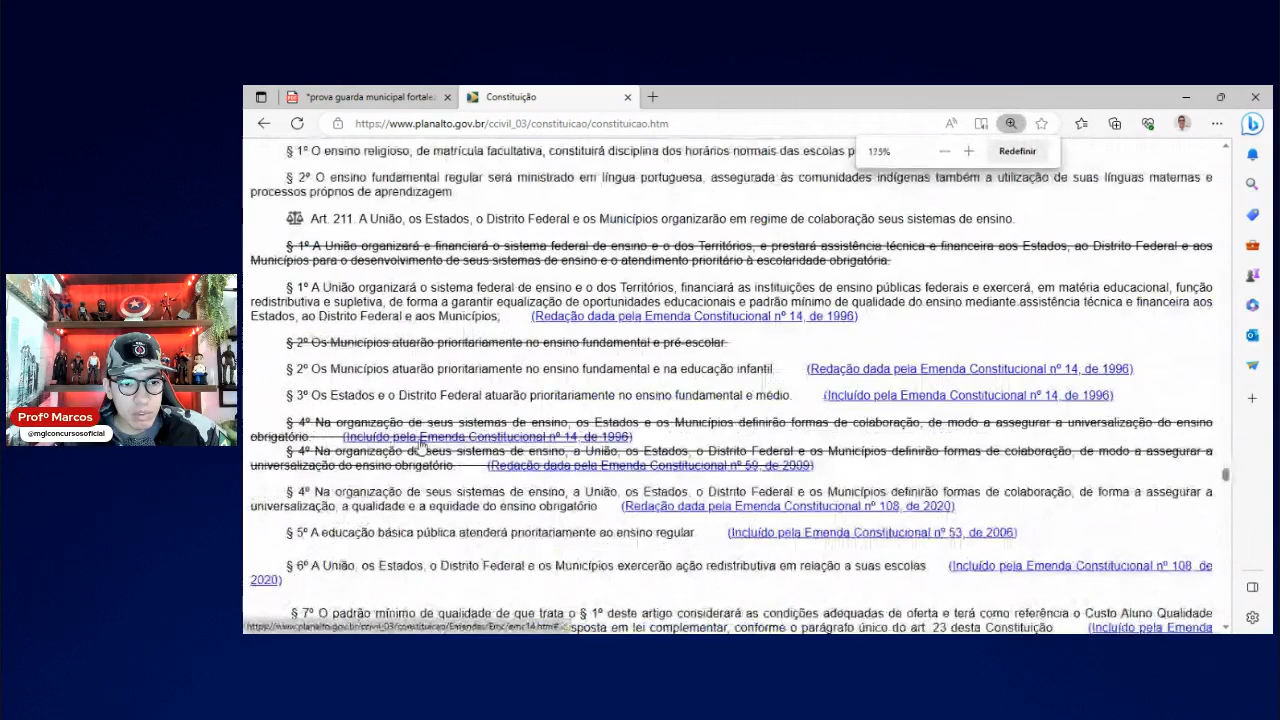 *prova guarda municipal fortale
Constituição
https://www.planalto.gov.br/ccivil_03/constituicao/constituicao.htm
175%
Redefinir
§ 1º O ensino religioso, de matrícula facultativa, constituirá disciplina dos horários normais das escolas p
§ 2º O ensino fundamental regular será ministrado em língua portuguesa, assegurada às comunidades indígenas também a utilização de suas línguas maternas e
processos próprios de aprendizagem
Art. 211. A União, os Estados, o Distrito Federal e os Municípios organizarão em regime de colaboração seus sistemas de ensino.
§ 1º A União organizará e financiará o sistema federal de ensino e o dos Territórios, e prestará assistência técnica e financeira aos Estados, ao Distrito Federal e aos
Municípios para o desenvolvimento de seus sistemas de ensino e o atendimento prioritário à escolaridade obrigatória.
§ 1º A União organizará o sistema federal de ensino e o dos Territórios, financiará as instituições de ensino públicas federais e exercerá, em matéria educacional, função
redistributiva e supletiva, de forma a garantir equalização de oportunidades educacionais e padrão mínimo de qualidade do ensino mediante assistência técnica e financeira aos
Estados, ao Distrito Federal e aos Municípios; (Redação dada pela Emenda Constitucional nº 14, de 1996)
§ 2º Os Municípios atuarão prioritariamente no ensino fundamental e pré-escolar.
§ 2º Os Municípios atuarão prioritariamente no ensino fundamental e na educação infantil. (Redação dada pela Emenda Constitucional nº 14, de 1996)
§ 3º Os Estados e o Distrito Federal atuarão prioritariamente no ensino fundamental e médio. (Incluído pela Emenda Constitucional nº 14, de 1996)
§ 4º Na organização de seus sistemas de ensino, os Estados e os Municípios definirão formas de colaboração, de modo a assegurar a universalização do ensino
obrigatório. (Incluído pela Emenda Constitucional nº 14, de 1996)
§ 4º Na organização de seus sistemas de ensino, a União, os Estados, o Distrito Federal e os Municípios definirão formas de colaboração, de modo a assegurar a
universalização do ensino obrigatório. (Redação dada pela Emenda Constitucional nº 59, de 2009)
§ 4º Na organização de seus sistemas de ensino, a União, os Estados, o Distrito Federal e os Municípios definirão formas de colaboração, de forma a assegurar a
universalização, a qualidade e a equidade do ensino obrigatório (Redação dada pela Emenda Constitucional nº 108, de 2020)
§ 5º A educação básica pública atenderá prioritariamente ao ensino regular (Incluído pela Emenda Constitucional nº 53, de 2006)
§ 6º A União, os Estados, o Distrito Federal e os Municípios exercerão ação redistributiva em relação a suas escolas (Incluído pela Emenda Constitucional nº 108, de
2020)
§ 7º O padrão mínimo de qualidade de que trata o § 1º deste artigo considerará as condições adequadas de oferta e terá como referência o Custo Aluno Qualidade
https://www.planalto.gov.br/ccivil_03/constituicao/Emendas/Emc/emc14.htm#... sposta em lei complementar, conforme o parágrafo único do art. 23 desta Constituição (Incluído pela Emenda
Profº Marcos
@mglconcursosoficial